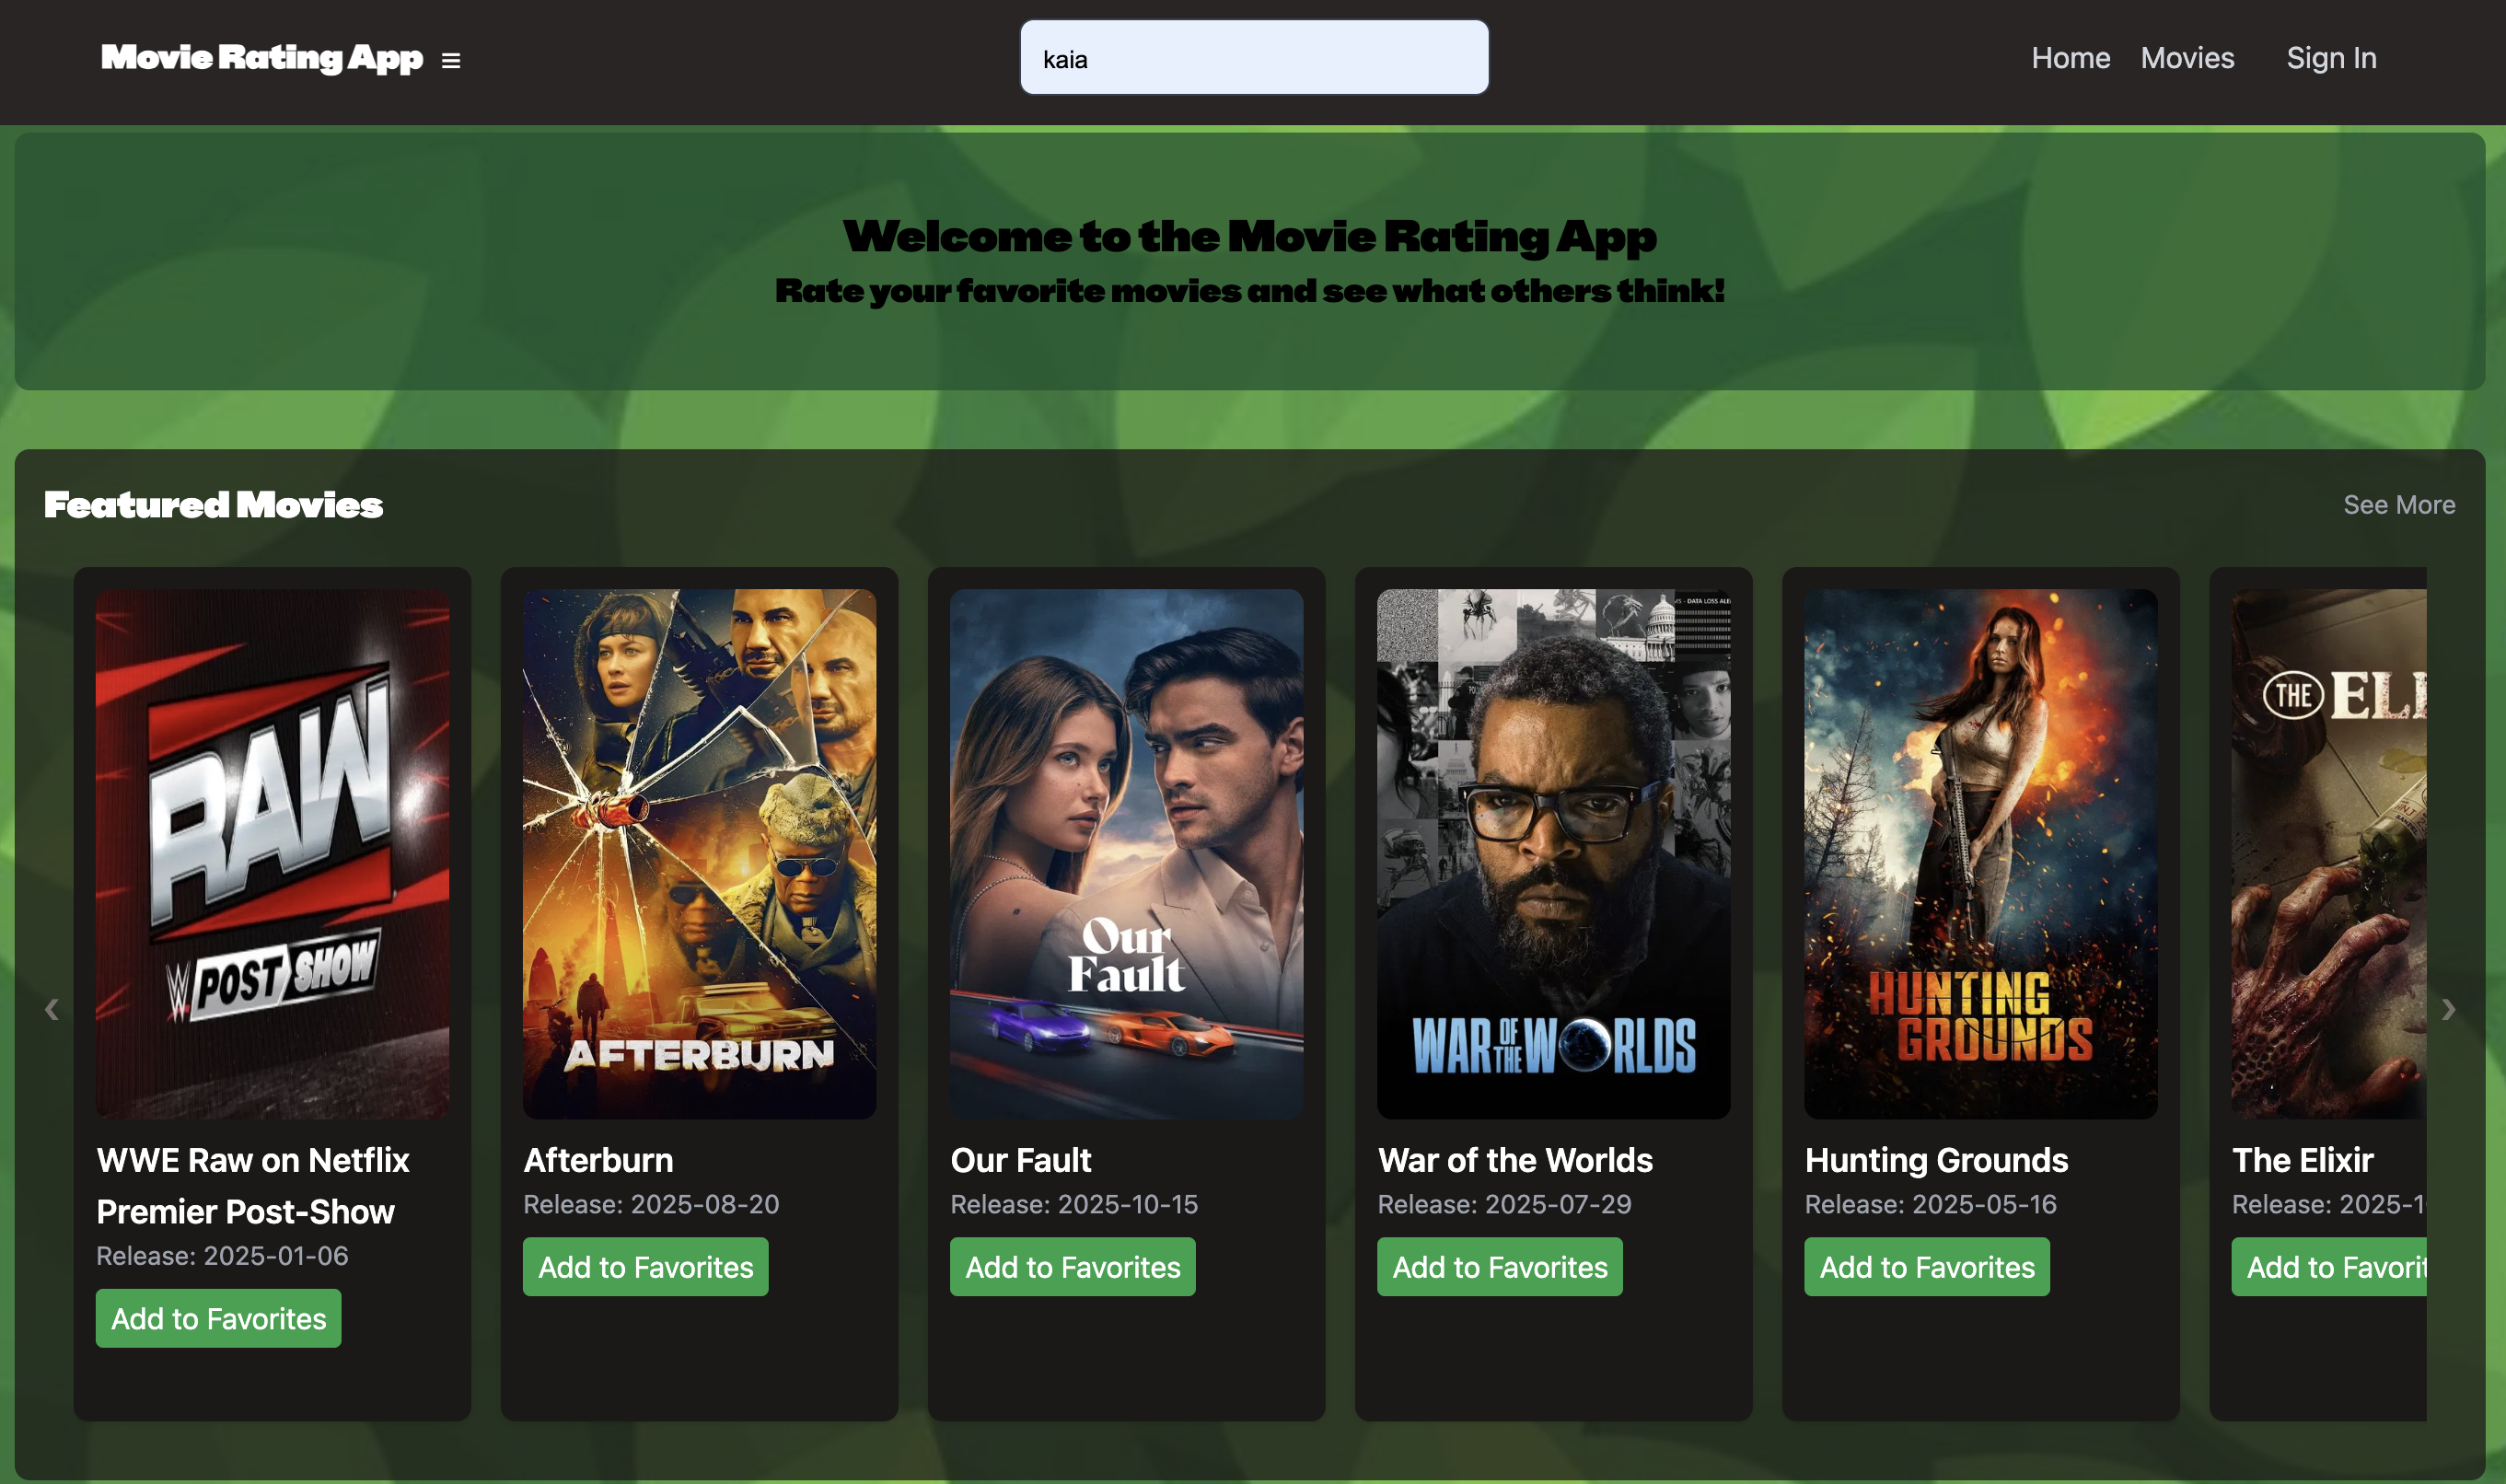 Movie Rating App ≡
kaia
Home Movies Sign In
Welcome to the Movie Rating App
Rate your favorite movies and see what others think!
Featured Movies
See More
RAW
W POST SHOW
WWE Raw on Netflix
Premier Post-Show
Release: 2025-01-06
Add to Favorites
AFTERBURN
Afterburn
Release: 2025-08-20
Add to Favorites
Our
Fault
Our Fault
Release: 2025-10-15
Add to Favorites
DATA LOSS ALE
WAR OF THE WORLDS
War of the Worlds
Release: 2025-07-29
Add to Favorites
HUNTING
GROUNDS
Hunting Grounds
Release: 2025-05-16
Add to Favorites
THE ELI
The Elixir
Release: 2025-1
Add to Favorit
‹
›